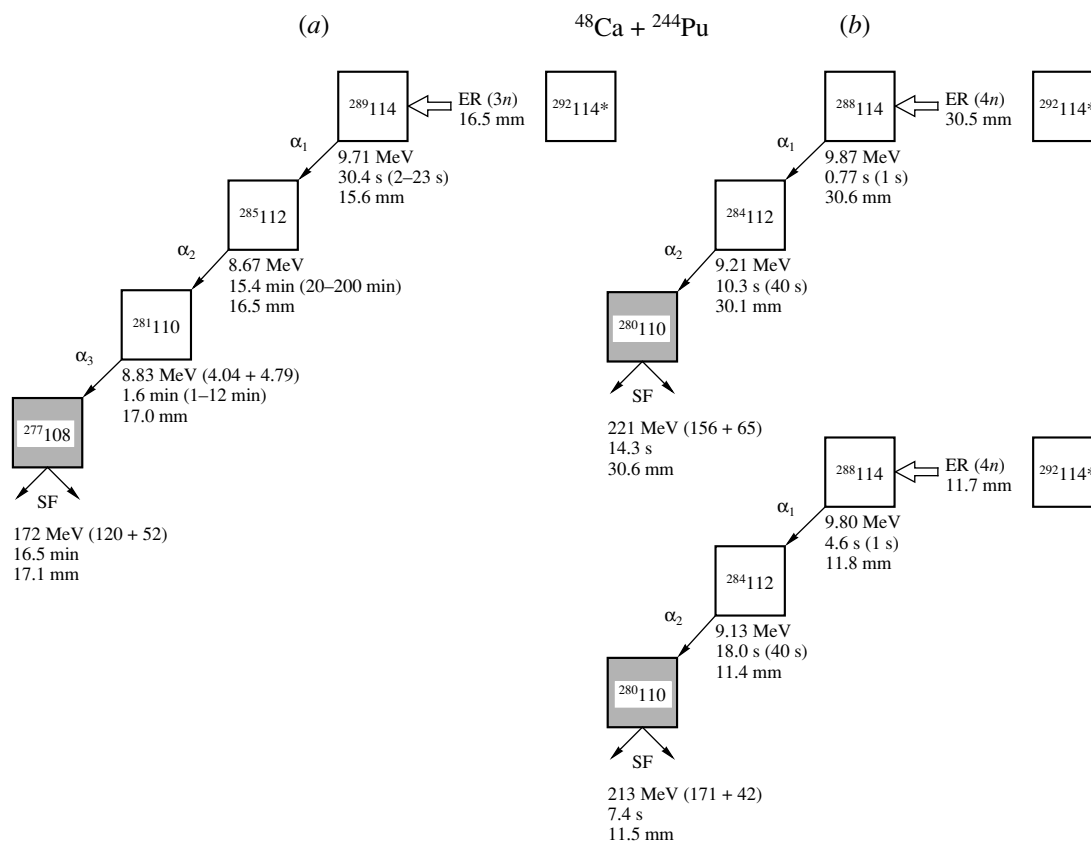 (a)
⁴⁸Ca + ²⁴⁴Pu
(b)
²⁸⁹114
ER (3n)
16.5 mm
²⁹²114*
α₁
9.71 MeV
30.4 s (2–23 s)
15.6 mm
²⁸⁵112
α₂
8.67 MeV
15.4 min (20–200 min)
16.5 mm
²⁸¹110
α₃
8.83 MeV (4.04 + 4.79)
1.6 min (1–12 min)
17.0 mm
²⁷⁷108
SF
172 MeV (120 + 52)
16.5 min
17.1 mm
²⁸⁸114
ER (4n)
30.5 mm
²⁹²114*
α₁
9.87 MeV
0.77 s (1 s)
30.6 mm
²⁸⁴112
α₂
9.21 MeV
10.3 s (40 s)
30.1 mm
²⁸⁰110
SF
221 MeV (156 + 65)
14.3 s
30.6 mm
²⁸⁸114
ER (4n)
11.7 mm
²⁹²114*
α₁
9.80 MeV
4.6 s (1 s)
11.8 mm
²⁸⁴112
α₂
9.13 MeV
18.0 s (40 s)
11.4 mm
²⁸⁰110
SF
213 MeV (171 + 42)
7.4 s
11.5 mm